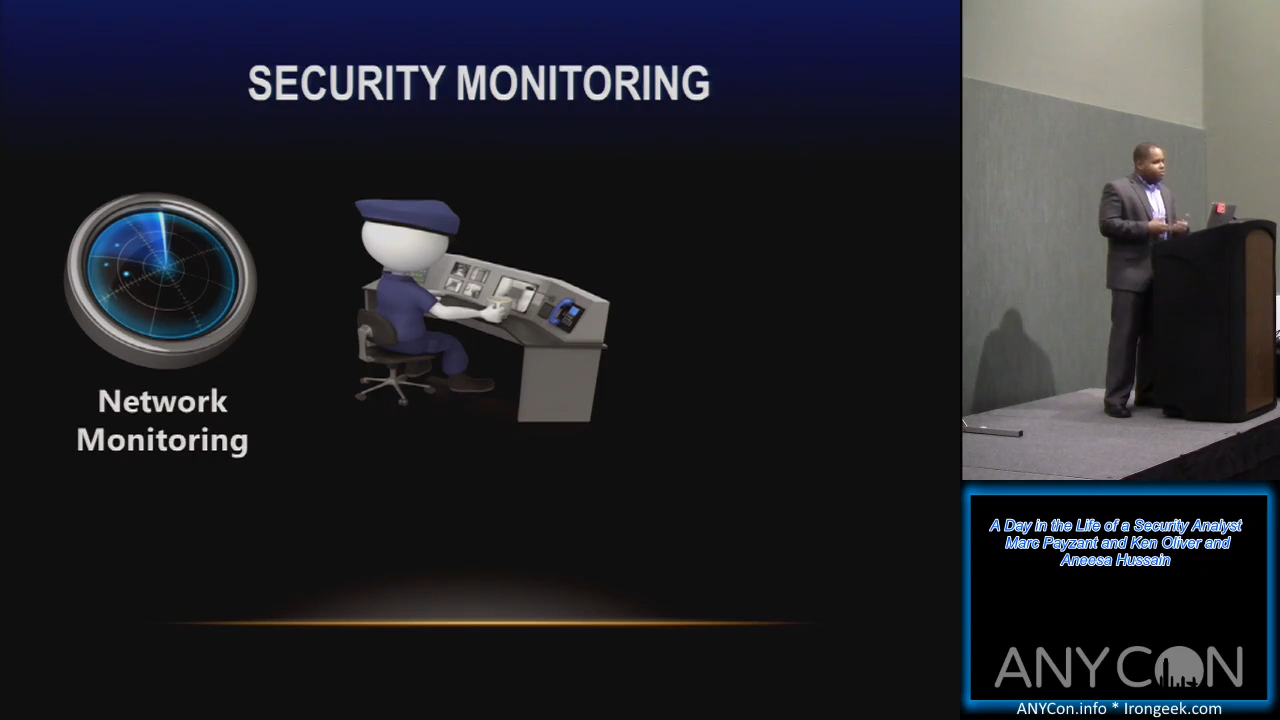 SECURITY MONITORING
Network
Monitoring
A Day in the Life of a Security Analyst
Marc Payzant and Ken Oliver and
Aneesa Hussain
ANYCON
ANYCon.info * Irongeek.com